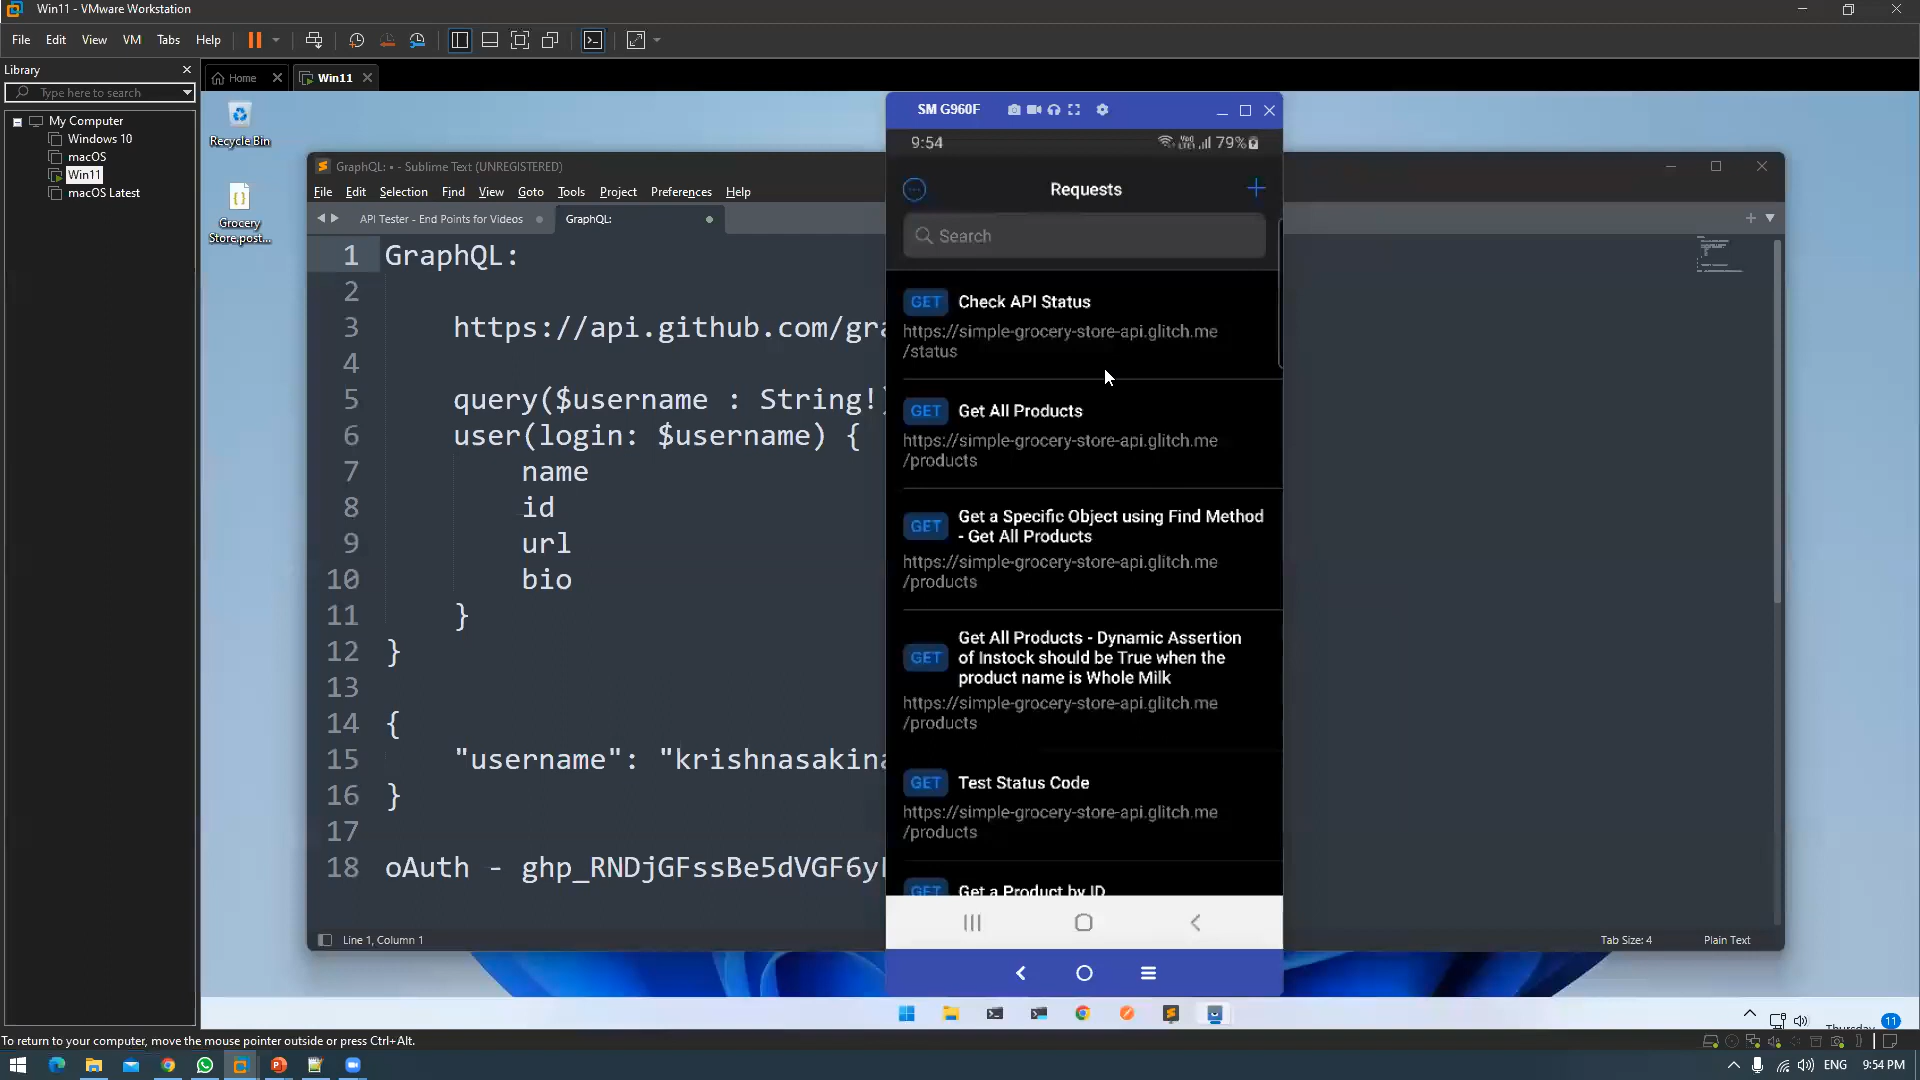 Win11 - VMware Workstation
File Edit View VM Tabs Help
Library
Type here to search
My Computer
Windows 10
macOS
Win11
macOS Latest
Home
Win11
Recycle Bin
Grocery
Store.post...
GraphQL: • - Sublime Text (UNREGISTERED)
File Edit Selection Find View Goto Tools Project Preferences Help
API Tester - End Points for Videos
GraphQL:
1 GraphQL:
2
3 https://api.github.com/gra
4
5 query($username : String!)
6 user(login: $username) {
7 name
8 id
9 url
10 bio
11 }
12 }
13
14 {
15 "username": "krishnasakina
16 }
17
18 oAuth - ghp_RNDjGFssBe5dVGF6y
Line 1, Column 1
Tab Size: 4
Plain Text
SM G960F
9:54
79%
Requests
Search
GET Check API Status
https://simple-grocery-store-api.glitch.me
/status
GET Get All Products
https://simple-grocery-store-api.glitch.me
/products
GET Get a Specific Object using Find Method
- Get All Products
https://simple-grocery-store-api.glitch.me
/products
GET Get All Products - Dynamic Assertion
of Instock should be True when the
product name is Whole Milk
https://simple-grocery-store-api.glitch.me
/products
GET Test Status Code
https://simple-grocery-store-api.glitch.me
/products
GET Get a Product by ID
Thursday
11
To return to your computer, move the mouse pointer outside or press Ctrl+Alt.
ENG
9:54 PM